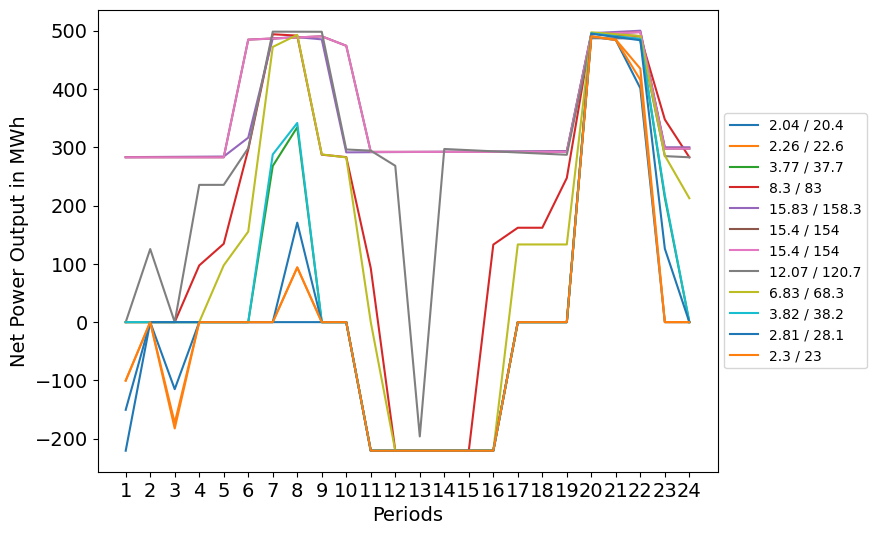 Net Power Output in MWh
500
400
300
200
100
0
−100
−200
1 2 3 4 5 6 7 8 9 10 11 12 13 14 15 16 17 18 19 20 21 22 23 24
Periods
2.04 / 20.4
2.26 / 22.6
3.77 / 37.7
8.3 / 83
15.83 / 158.3
15.4 / 154
15.4 / 154
12.07 / 120.7
6.83 / 68.3
3.82 / 38.2
2.81 / 28.1
2.3 / 23